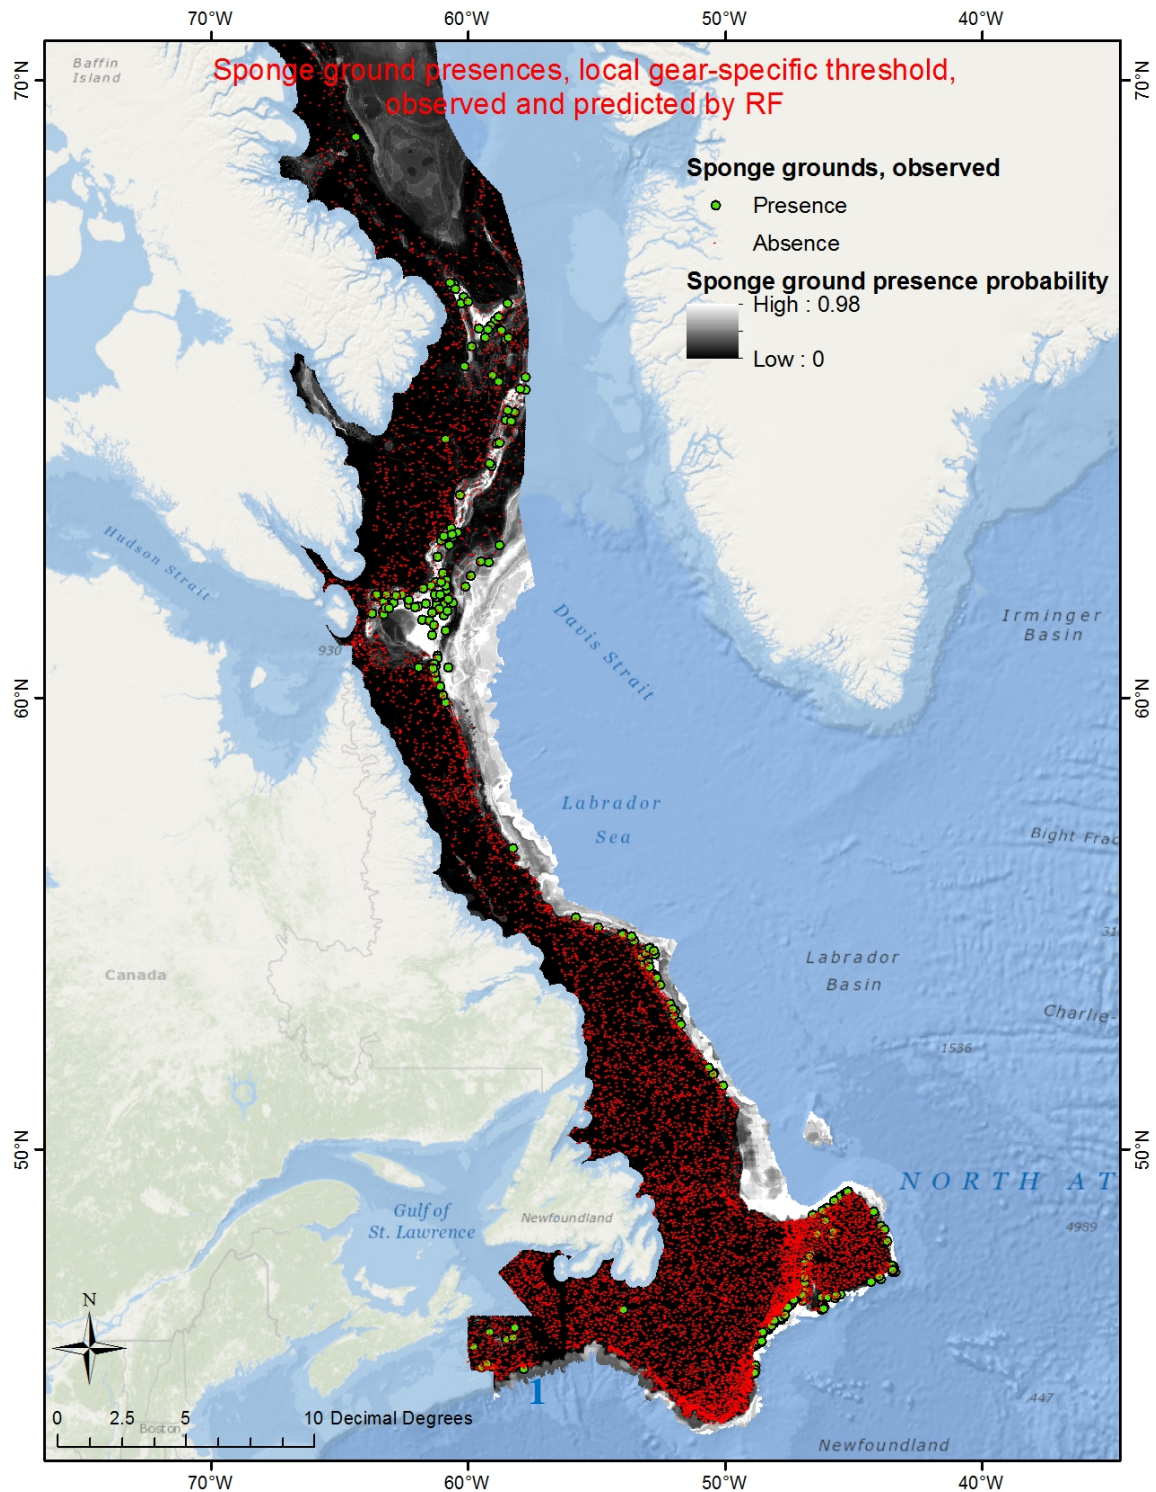 70°W
60°W
50°W
40°W
70°N
70°N
Baffin
Island
Sponge ground presences, local gear-specific threshold,
observed and predicted by RF
Sponge grounds, observed
Presence
Absence
Sponge ground presence probability
High : 0.98
Low : 0
Hudson Strait
Davis Strait
Irminger
Basin
930
60°N
60°N
Labrador
Sea
Bight Frac
31
Labrador
Basin
Canada
Charlie-
1536
50°N
50°N
NORTH AT
Gulf of
St. Lawrence
Newfoundland
4989
N
1
447
0
2.5
5
10 Decimal Degrees
Boston
Newfoundland
70°W
60°W
50°W
40°W